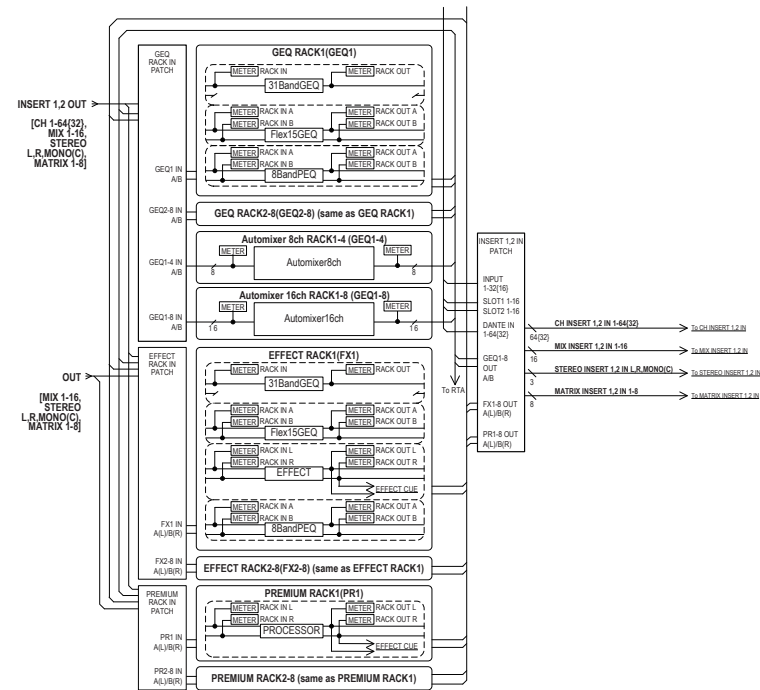 GEQ
RACK IN
PATCH
GEQ RACK1(GEQ1)
METER RACK IN
METER RACK OUT
31BandGEQ
METER RACK IN A
METER RACK OUT A
METER RACK IN B
METER RACK OUT B
Flex15GEQ
METER RACK IN A
METER RACK OUT A
METER RACK IN B
METER RACK OUT B
8BandPEQ
INSERT 1,2 OUT
[CH 1-64{32},
MIX 1-16,
STEREO
L,R,MONO(C),
MATRIX 1-8]
GEQ1 IN
A/B
GEQ2-8 IN
A/B
GEQ RACK2-8(GEQ2-8) (same as GEQ RACK1)
Automixer 8ch RACK1-4 (GEQ1-4)
METER
METER
Automixer8ch
GEQ1-4 IN
A/B
8
8
Automixer 16ch RACK1-8 (GEQ1-8)
METER
METER
Automixer16ch
GEQ1-8 IN
A/B
16
16
EFFECT
RACK IN
PATCH
OUT
[MIX 1-16,
STEREO
L,R,MONO(C),
MATRIX 1-8]
EFFECT RACK1(FX1)
METER RACK IN
METER RACK OUT
31BandGEQ
METER RACK IN A
METER RACK OUT A
METER RACK IN B
METER RACK OUT B
Flex15GEQ
METER RACK IN L
METER RACK OUT L
METER RACK IN R
METER RACK OUT R
EFFECT
EFFECT CUE
METER RACK IN A
METER RACK OUT A
METER RACK IN B
METER RACK OUT B
8BandPEQ
FX1 IN
A(L)/B(R)
FX2-8 IN
A(L)/B(R)
EFFECT RACK2-8(FX2-8) (same as EFFECT RACK1)
PREMIUM
RACK IN
PATCH
PREMIUM RACK1(PR1)
METER RACK IN L
METER RACK OUT L
METER RACK IN R
METER RACK OUT R
PROCESSOR
EFFECT CUE
PR1 IN
A(L)/B(R)
PR2-8 IN
A(L)/B(R)
PREMIUM RACK2-8 (same as PREMIUM RACK1)
To RTA
INSERT 1,2 IN
PATCH
INPUT
1-32{16}
SLOT1 1-16
SLOT2 1-16
DANTE IN
1-64{32}
GEQ1-8
OUT
A/B
FX1-8 OUT
A(L)/B(R)
PR1-8 OUT
A(L)/B(R)
CH INSERT 1,2 IN 1-64{32}
64{32}
To CH INSERT 1,2 IN
MIX INSERT 1,2 IN 1-16
16
To MIX INSERT 1,2 IN
STEREO INSERT 1,2 IN L,R,MONO(C)
3
To STEREO INSERT 1,2 IN
MATRIX INSERT 1,2 IN 1-8
8
To MATRIX INSERT 1,2 IN